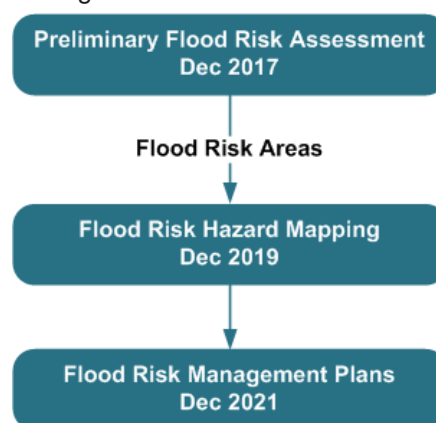 Preliminary Flood Risk Assessment
Dec 2017
Flood Risk Areas
Flood Risk Hazard Mapping
Dec 2019
Flood Risk Management Plans
Dec 2021